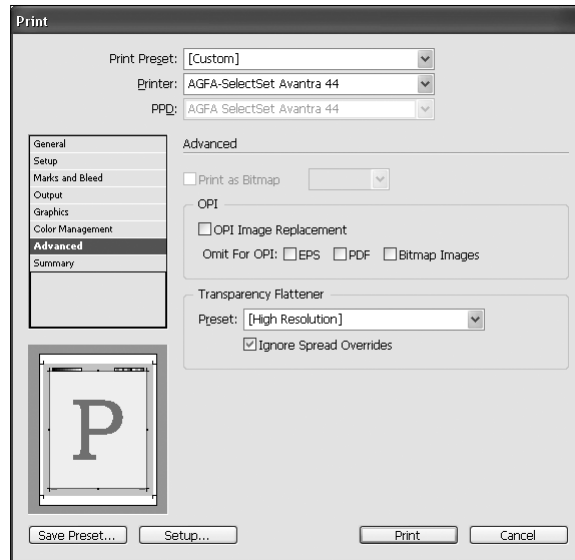 Print
Print Preset: [Custom]
Printer: AGFA-SelectSet Avantra 44
PPD: AGFA SelectSet Avantra 44
General
Setup
Marks and Bleed
Output
Graphics
Color Management
Advanced
Summary
Advanced
Print as Bitmap
OPI
OPI Image Replacement
Omit For OPI: EPS PDF Bitmap Images
Transparency Flattener
Preset: [High Resolution]
Ignore Spread Overrides
P
Save Preset... Setup... Print Cancel